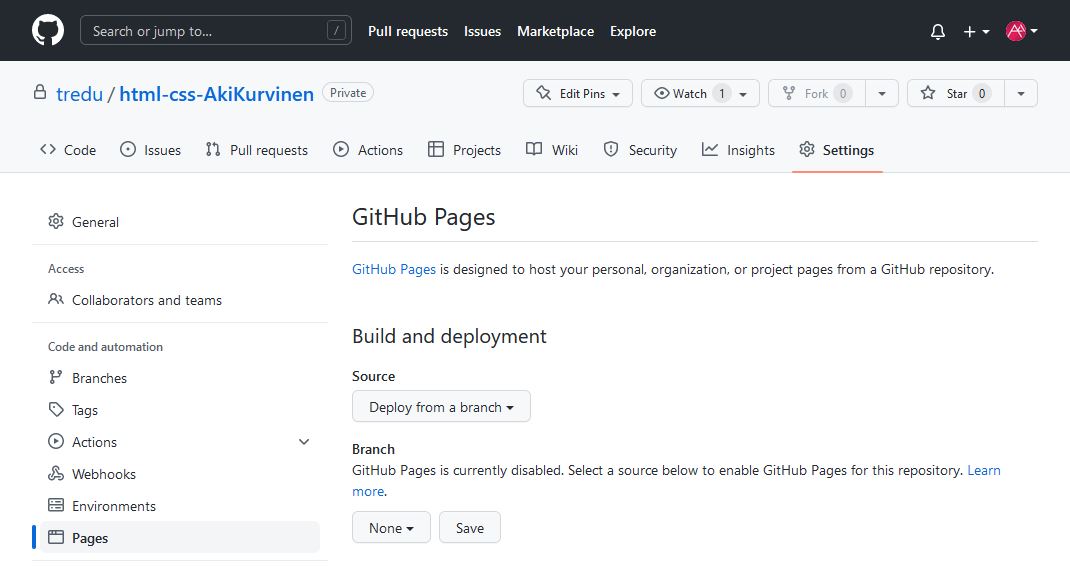 Search or jump to... /
Pull requests Issues Marketplace Explore
tredu / html-css-AkiKurvinen Private
Edit Pins Watch 1 Fork 0 Star 0
Code Issues Pull requests Actions Projects Wiki Security Insights Settings
General
Access
Collaborators and teams
Code and automation
Branches
Tags
Actions
Webhooks
Environments
Pages
GitHub Pages
GitHub Pages is designed to host your personal, organization, or project pages from a GitHub repository.
Build and deployment
Source
Deploy from a branch
Branch
GitHub Pages is currently disabled. Select a source below to enable GitHub Pages for this repository. Learn
more.
None Save